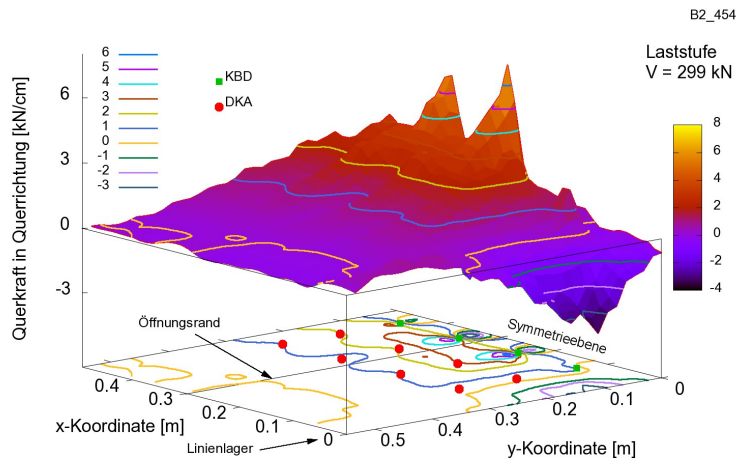 B2_454
Laststufe
V = 299 kN
6
5
4
3
2
1
0
-1
-2
-3
KBD
DKA
Querkraft in Querrichtung [kN/cm]
6
3
0
-3
8
6
4
2
0
-2
-4
Öffnungsrand
Symmetrieebene
Linienlager
0.4
0.3
0.2
0.1
0
x-Koordinate [m]
0.5
0.4
0.3
0.2
0.1
0
y-Koordinate [m]